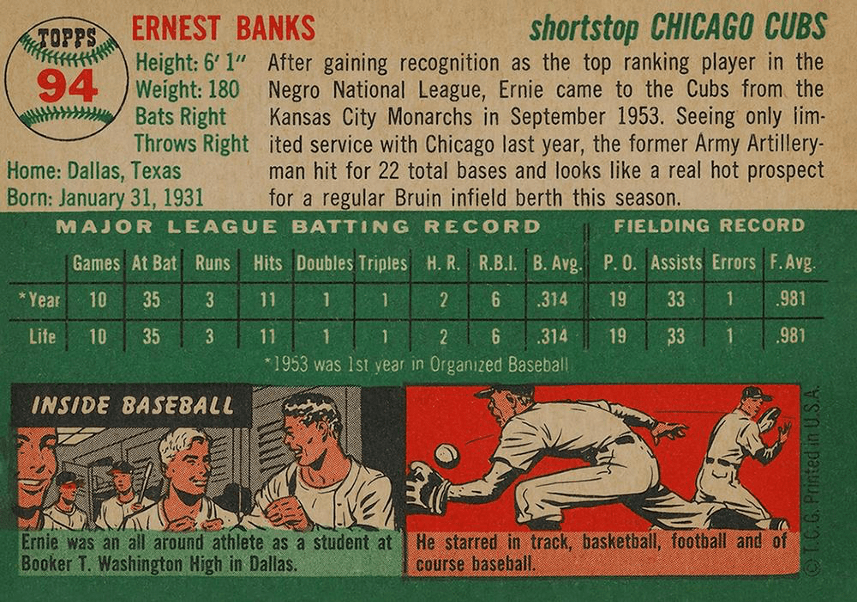 TOPPS
94
ERNEST BANKS
shortstop CHICAGO CUBS
Height: 6' 1"
Weight: 180
Bats Right
Throws Right
Home: Dallas, Texas
Born: January 31, 1931
After gaining recognition as the top ranking player in the
Negro National League, Ernie came to the Cubs from the
Kansas City Monarchs in September 1953. Seeing only lim-
ited service with Chicago last year, the former Army Artillery-
man hit for 22 total bases and looks like a real hot prospect
for a regular Bruin infield berth this season.
MAJOR LEAGUE BATTING RECORD FIELDING RECORD
Games At Bat Runs Hits Doubles Triples H. R. R.B.I. B. Avg. P. O. Assists Errors F. Avg.
*Year 10 35 3 11 1 1 2 6 .314 19 33 1 .981
Life 10 35 3 11 1 1 2 6 .314 19 33 1 .981
*1953 was 1st year in Organized Baseball
INSIDE BASEBALL
Ernie was an all around athlete as a student at
Booker T. Washington High in Dallas.
He starred in track, basketball, football and of
course baseball.
© T.C.G. Printed in U.S.A.